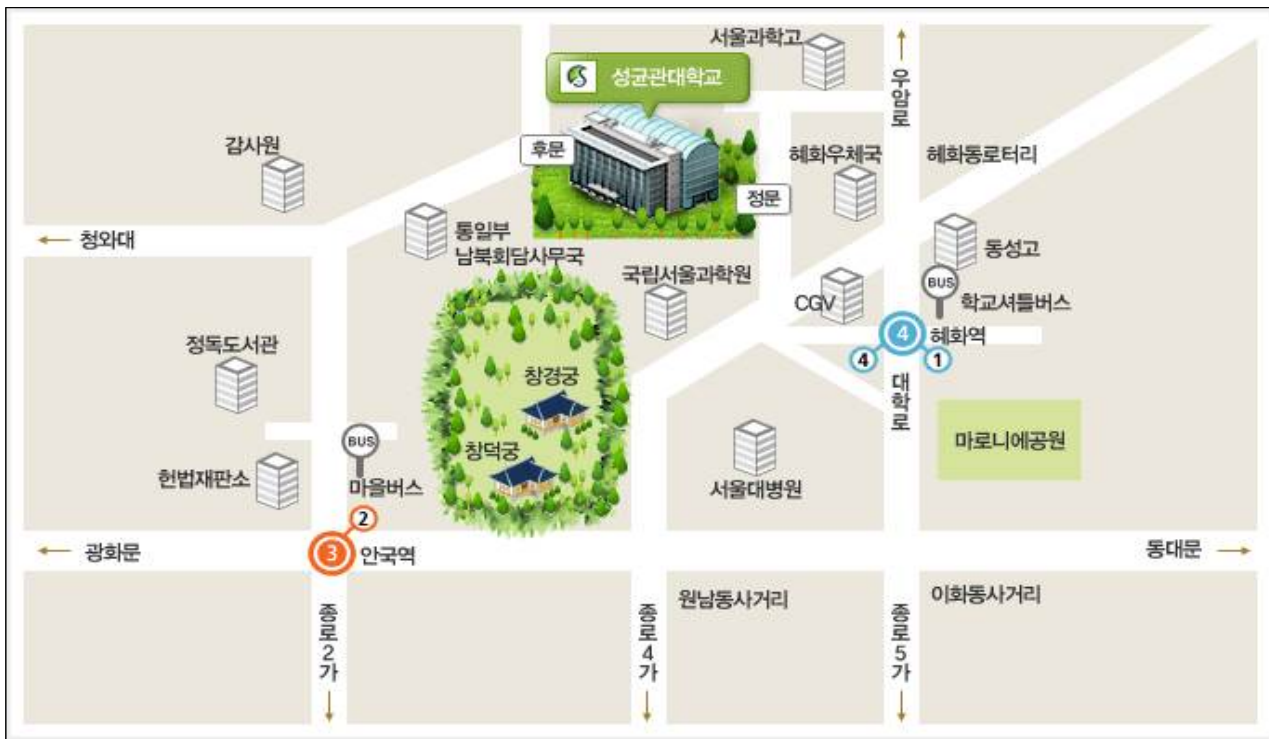 서울과학고
성균관대학교
우암로
감사원
후문
혜화우체국
혜화동로터리
정문
청와대
통일부
남북회담사무국
동성고
국립서울과학원
CGV
BUS
학교셔틀버스
4
혜화역
4
1
정독도서관
대학로
창경궁
마로니에공원
BUS
창덕궁
헌법재판소
마을버스
서울대병원
2
광화문
3
안국역
동대문
원남동사거리
이화동사거리
종로2가
종로4가
종로5가